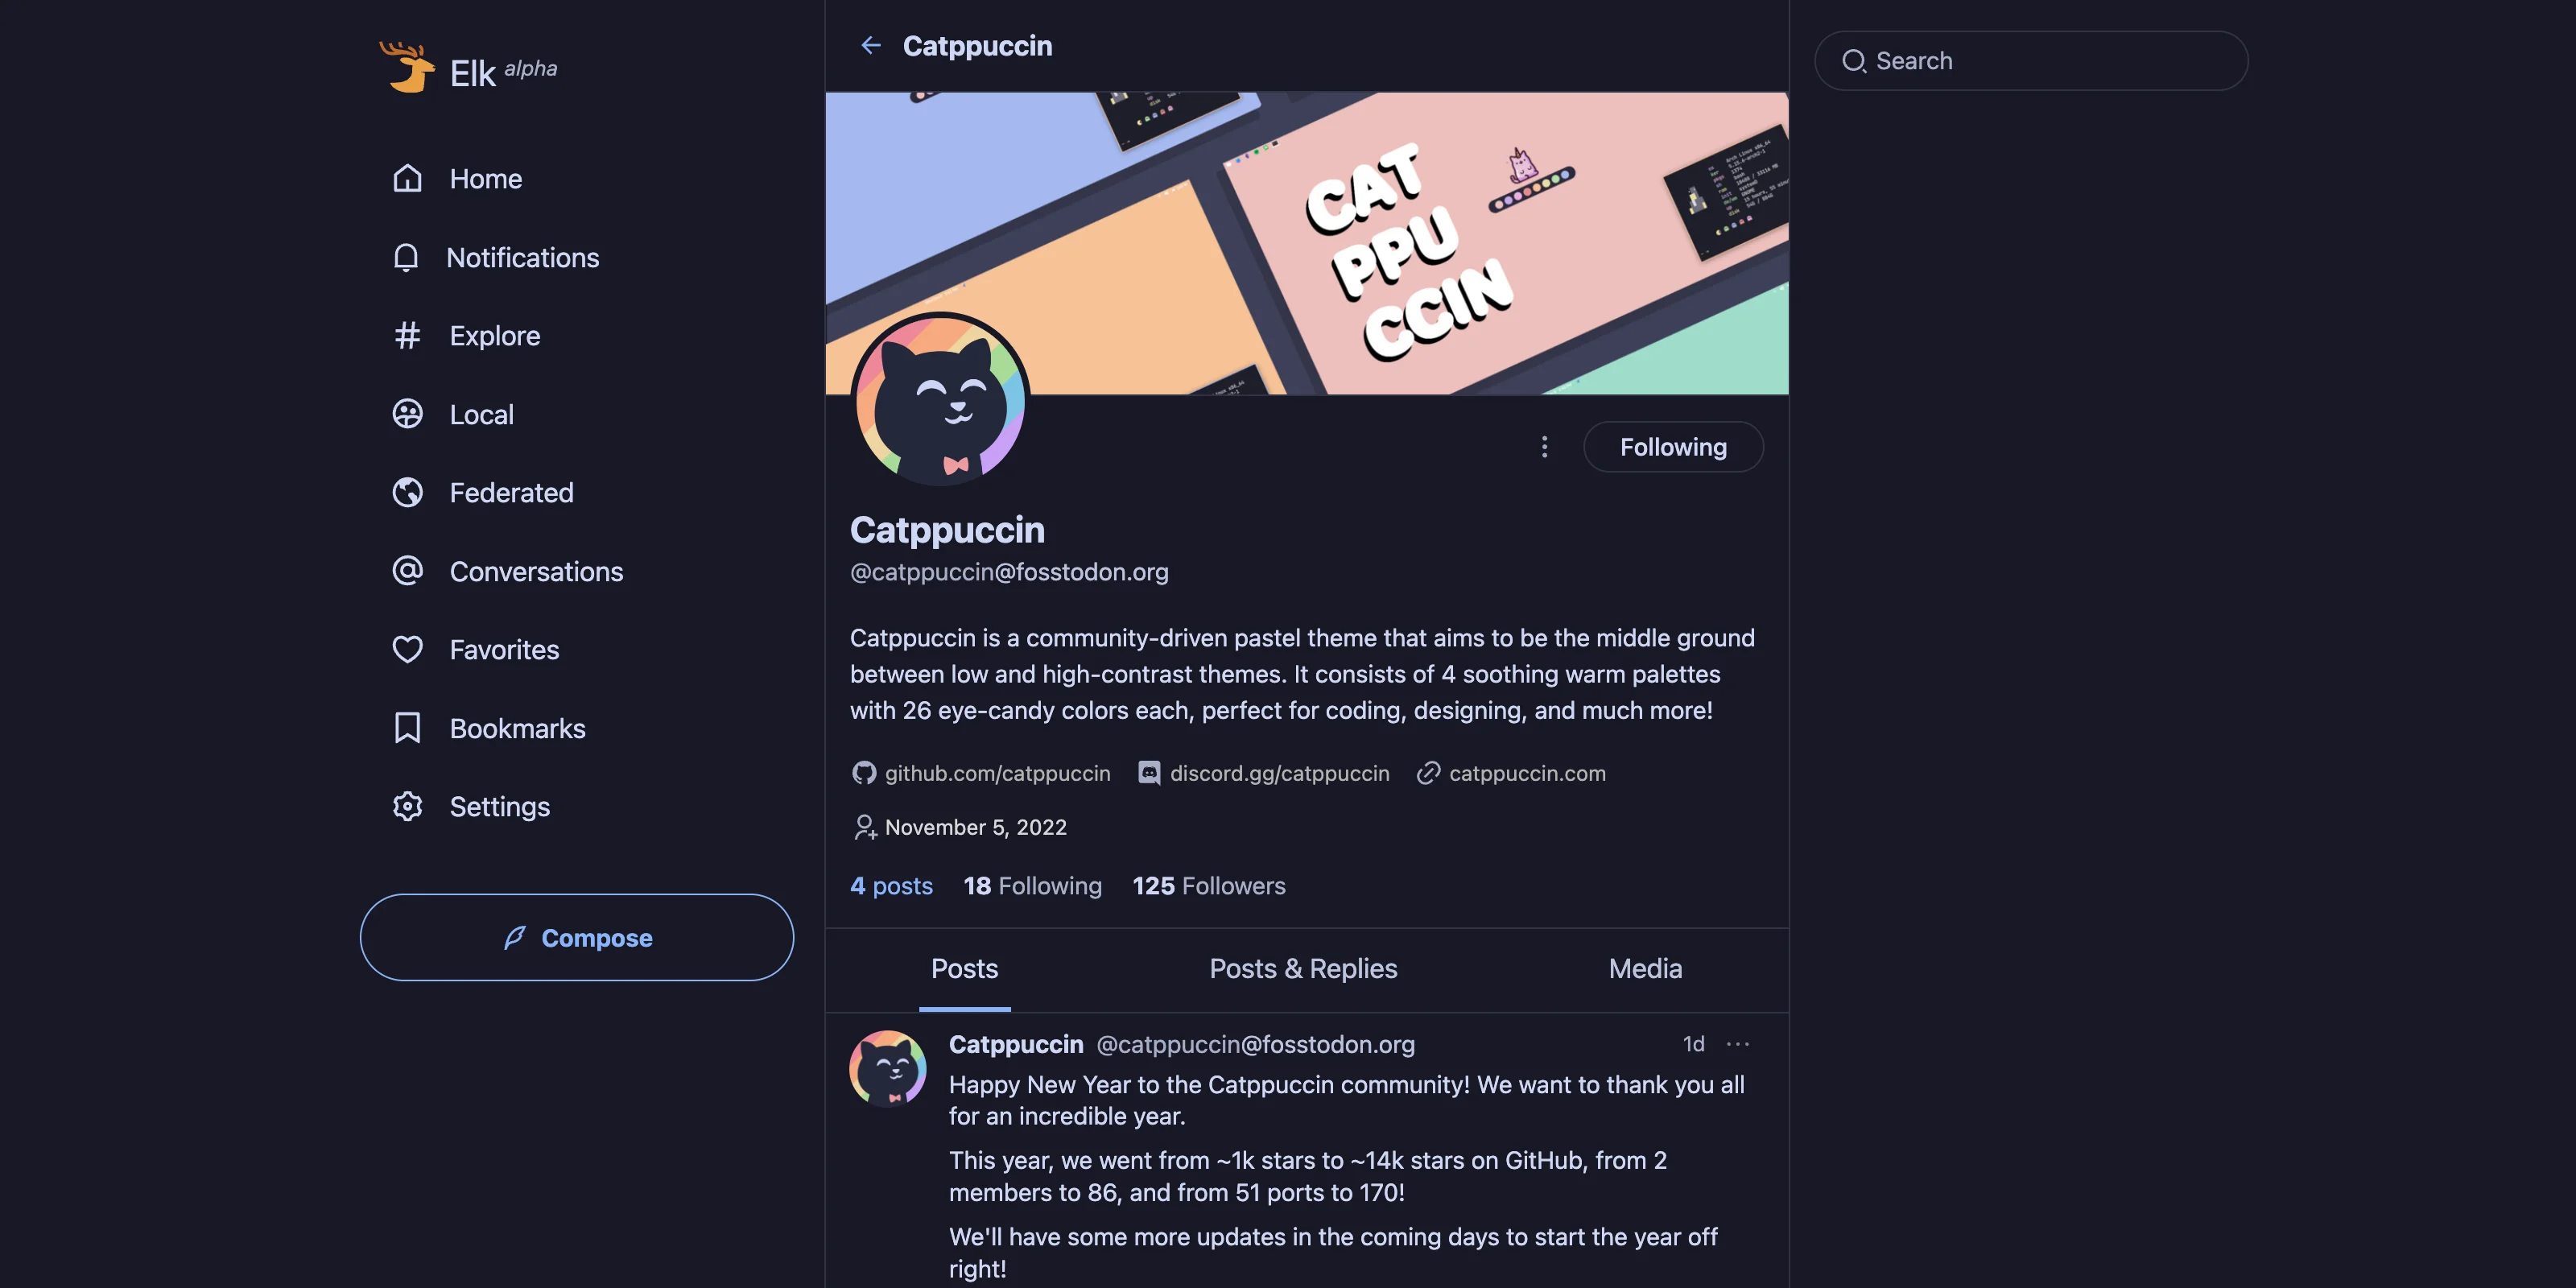 Elk alpha
Home
Notifications
Explore
Local
Federated
Conversations
Favorites
Bookmarks
Settings
Compose
Catppuccin
CAT
PPU
CCIN
Following
Catppuccin
@catppuccin@fosstodon.org
Catppuccin is a community-driven pastel theme that aims to be the middle ground
between low and high-contrast themes. It consists of 4 soothing warm palettes
with 26 eye-candy colors each, perfect for coding, designing, and much more!
github.com/catppuccin discord.gg/catppuccin catppuccin.com
November 5, 2022
4 posts 18 Following 125 Followers
Posts Posts & Replies Media
Catppuccin @catppuccin@fosstodon.org 1d
Happy New Year to the Catppuccin community! We want to thank you all
for an incredible year.
This year, we went from ~1k stars to ~14k stars on GitHub, from 2
members to 86, and from 51 ports to 170!
We'll have some more updates in the coming days to start the year off
right!
Search